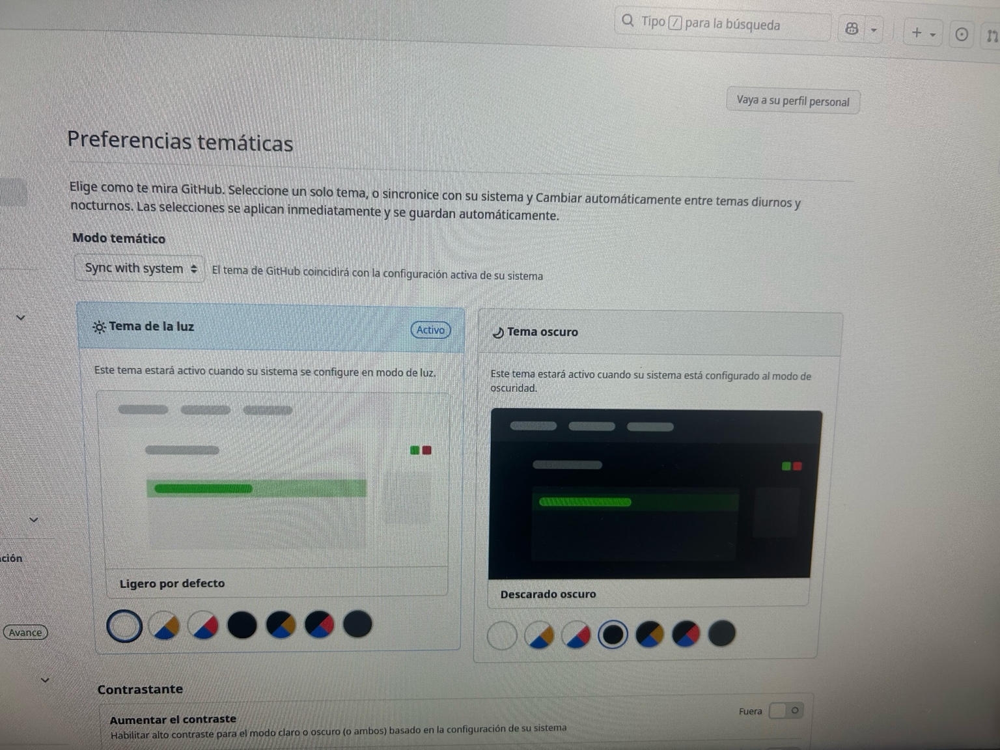 Tipo / para la búsqueda
Vaya a su perfil personal
Preferencias temáticas
Elige como te mira GitHub. Seleccione un solo tema, o sincronice con su sistema y Cambiar automáticamente entre temas diurnos y
nocturnos. Las selecciones se aplican inmediatamente y se guardan automáticamente.
Modo temático
Sync with system
El tema de GitHub coincidirá con la configuración activa de su sistema
Tema de la luz
Activo
Este tema estará activo cuando su sistema se configure en modo de luz.
Ligero por defecto
Tema oscuro
Este tema estará activo cuando su sistema está configurado al modo de
oscuridad.
Descarado oscuro
ción
Avance
Contrastante
Aumentar el contraste
Fuera
Habilitar alto contraste para el modo claro o oscuro (o ambos) basado en la configuración de su sistema